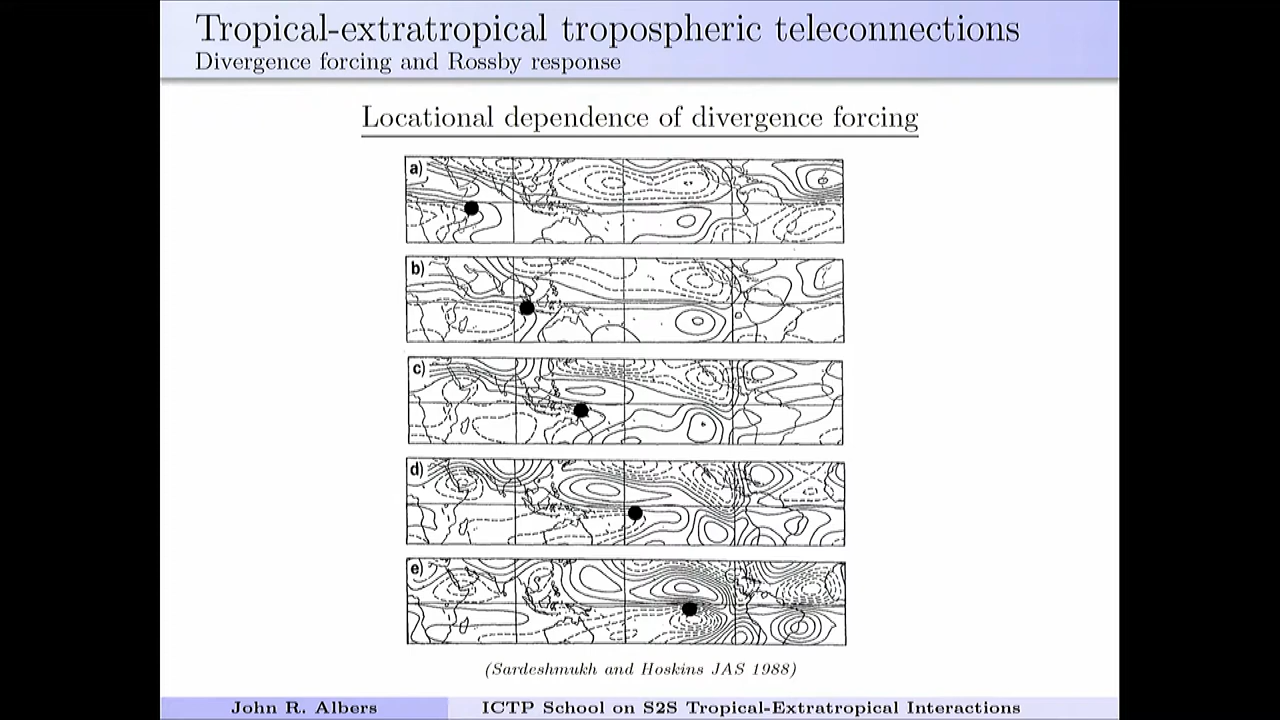 Tropical-extratropical tropospheric teleconnections
Divergence forcing and Rossby response
Locational dependence of divergence forcing
a)
b)
c)
d)
e)
(Sardeshmukh and Hoskins JAS 1988)
John R. Albers
ICTP School on S2S Tropical-Extratropical Interactions